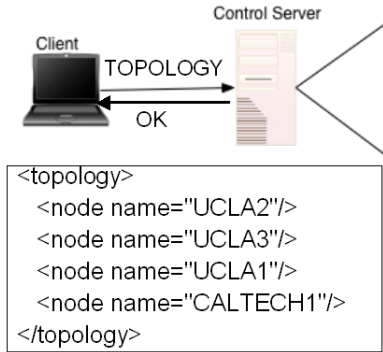 Control Server
Client
TOPOLOGY
OK
<topology>
<node name="UCLA2"/>
<node name="UCLA3"/>
<node name="UCLA1"/>
<node name="CALTECH1"/>
</topology>